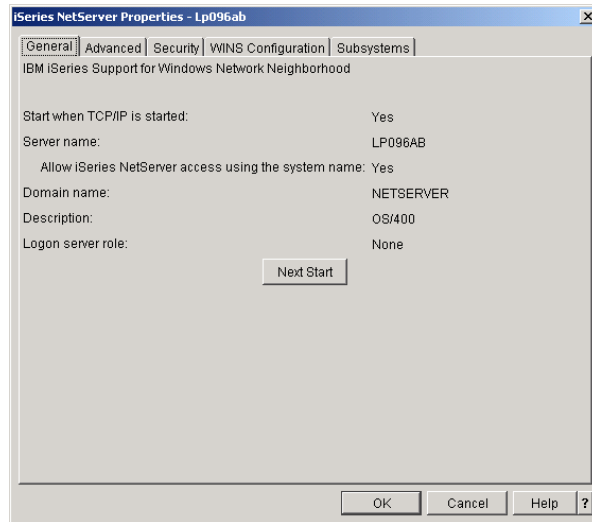 iSeries NetServer Properties - Lp096ab
General Advanced Security WINS Configuration Subsystems
IBM iSeries Support for Windows Network Neighborhood
Start when TCP/IP is started: Yes
Server name: LP096AB
Allow iSeries NetServer access using the system name: Yes
Domain name: NETSERVER
Description: OS/400
Logon server role: None
Next Start
OK Cancel Help ?